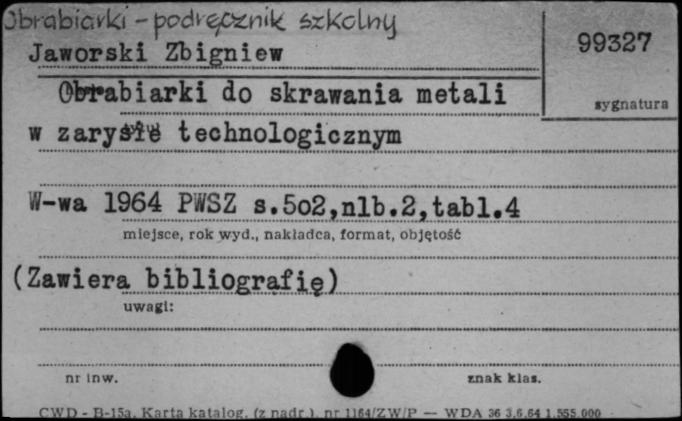 Obrabiarki - podręcznik szkolny
99327
Jaworski Zbigniew
Obrabiarki do skrawania metali
sygnatura
w zarysie technologicznym
W-wa 1964 PWSZ s.5o2,nlb.2,tabl.4
miejsce, rok wyd., nakładca, format, objętość
(Zawiera bibliografię)
uwagi:
nr inw.
znak klas.
CWD - B-15a. Karta katalog. (z nadr.). nr 1164/ZW/P — WDA 36 3.6.64 1.555.000